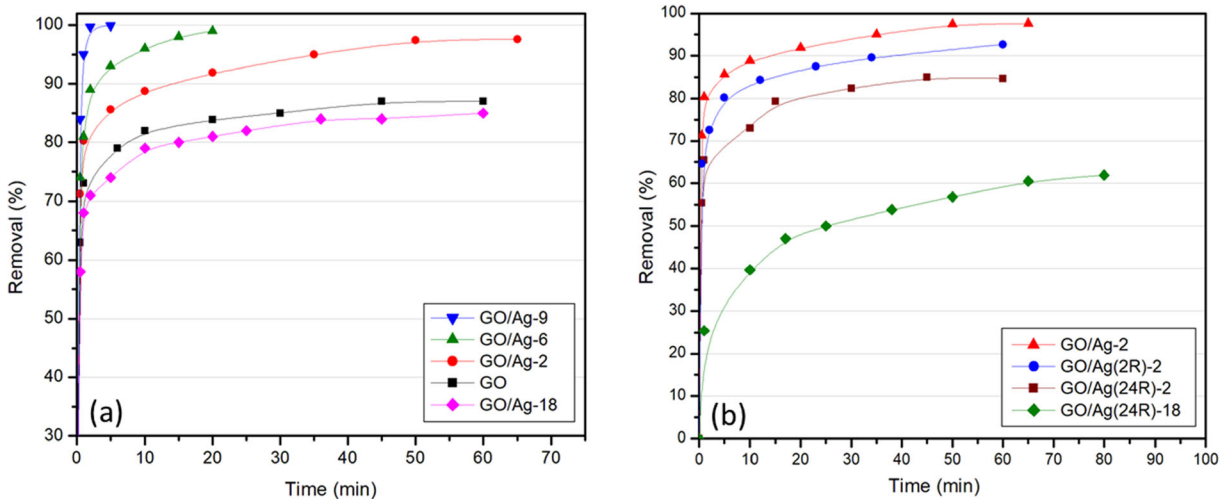 100
90
80
70
60
50
40
30
Removal (%)
0 10 20 30 40 50 60 70
Time (min)
(a)
GO/Ag-9
GO/Ag-6
GO/Ag-2
GO
GO/Ag-18
100
90
80
70
60
50
40
30
20
10
0
Removal (%)
0 10 20 30 40 50 60 70 80 90 100
Time (min)
(b)
GO/Ag-2
GO/Ag(2R)-2
GO/Ag(24R)-2
GO/Ag(24R)-18